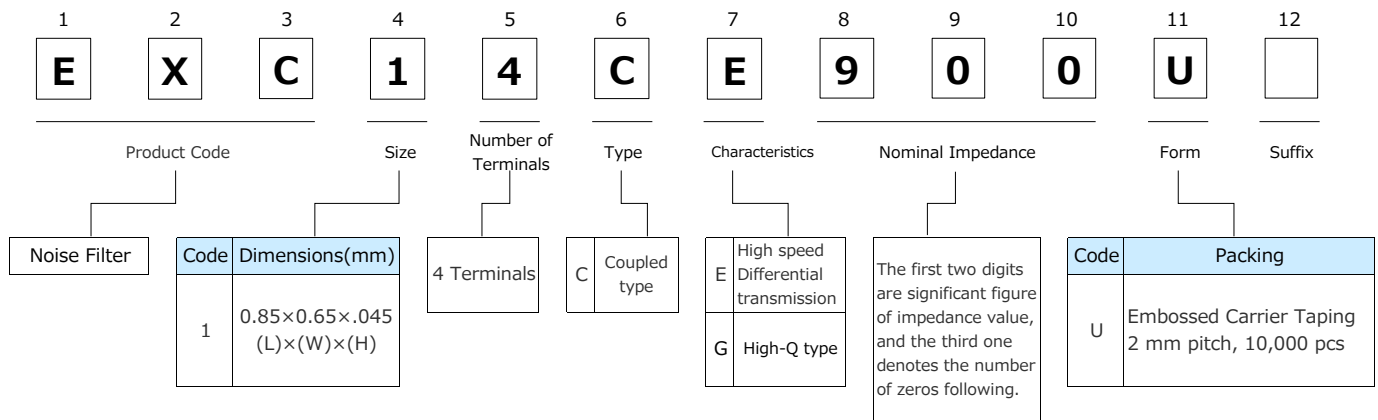 1 2 3 4 5 6 7 8 9 10 11 12
E X C 1 4 C E 9 0 0 U
Product Code
Size
Number of
Terminals
Type
Characteristics
Nominal Impedance
Form
Suffix
Noise Filter
Code Dimensions(mm)
1
0.85×0.65×.045
(L)×(W)×(H)
4 Terminals
C
Coupled
type
E
High speed
Differential
transmission
G High-Q type
The first two digits
are significant figure
of impedance value,
and the third one
denotes the number
of zeros following.
Code Packing
U
Embossed Carrier Taping
2 mm pitch, 10,000 pcs